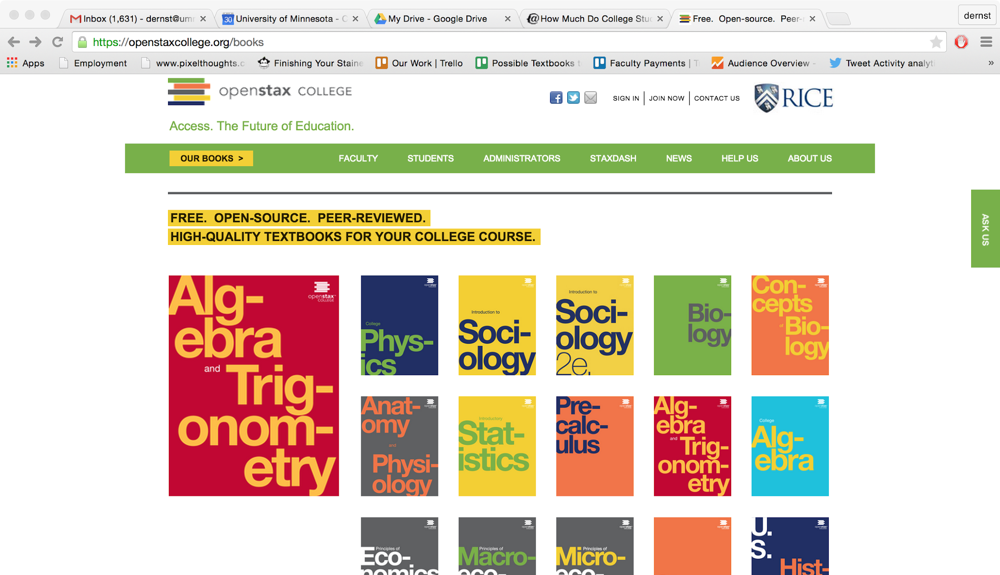 Inbox (1,631) - dernst@um
University of Minnesota - C
My Drive - Google Drive
How Much Do College Stu
Free. Open-source. Peer-r
dernst
https://openstaxcollege.org/books
Apps
Employment
www.pixelthoughts.c
Finishing Your Staine
Our Work | Trello
Possible Textbooks t
Faculty Payments | T
Audience Overview -
Tweet Activity analyti
»
openstax COLLEGE
SIGN IN
JOIN NOW
CONTACT US
RICE
Access. The Future of Education.
OUR BOOKS >
FACULTY
STUDENTS
ADMINISTRATORS
STAXDASH
NEWS
HELP US
ABOUT US
ASK US
FREE. OPEN-SOURCE. PEER-REVIEWED.
HIGH-QUALITY TEXTBOOKS FOR YOUR COLLEGE COURSE.
openstax
COLLEGE
Alg-
ebra
and Trig-
onom-
etry
College
Phys-
ics
Introduction to
Soci-
ology
Introduction to
Soci-
ology
2e.
Bio-
logy
Con-
cepts
of Bio-
logy
Anat-
omy
and
Physi-
ology
Introductory
Stat-
istics
Pre-
calc-
ulus
Alg-
ebra
and Trig-
onom-
etry
College
Alg-
ebra
Principles of
Eco-
nomics
Principles of
Macro-
eco-
Principles of
Micro-
eco-
U.
S.
Hist-